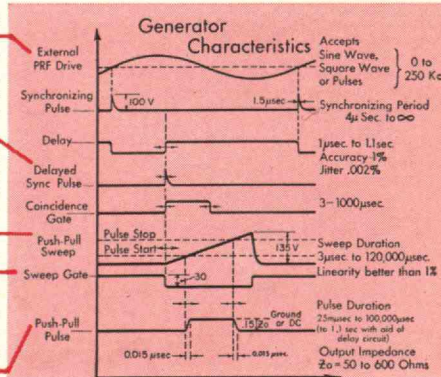 Generator
Characteristics
External
PRF Drive
Accepts
Sine Wave,
Square Wave
or Pulses
0 to
250 Kc
Synchronizing
Pulse
100 V
1.5µsec
Synchronizing Period
4µ Sec. to ∞
Delay
1µsec. to 1.1sec.
Accuracy 1%
Jitter .002%
Delayed
Sync Pulse
Coincidence
Gate
3-1000µsec.
Push-Pull
Sweep
Pulse Stop
Pulse Start
135 V
Sweep Duration
3µsec. to 120,000µsec.
Linearity better than 1%
Sweep Gate
-30
Push-Pull
Pulse
Ground
or DC
.15 Zo
0.015 µsec
0.015 µsec.
Pulse Duration
25mµsec to 100,000µsec
(to 1,1 sec with aid of
delay circuit)
Output Impedance
Zo = 50 to 600 Ohms